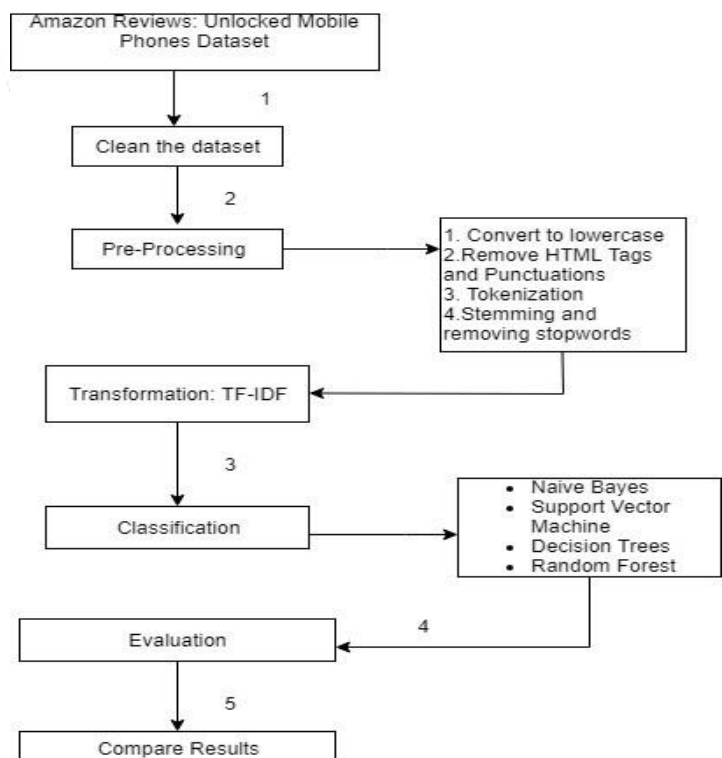 Amazon Reviews: Unlocked Mobile
Phones Dataset
1
Clean the dataset
2
Pre-Processing
1. Convert to lowercase
2.Remove HTML Tags
and Punctuations
3. Tokenization
4.Stemming and
removing stopwords
Transformation: TF-IDF
3
Classification
• Naive Bayes
• Support Vector
Machine
• Decision Trees
• Random Forest
Evaluation
4
5
Compare Results